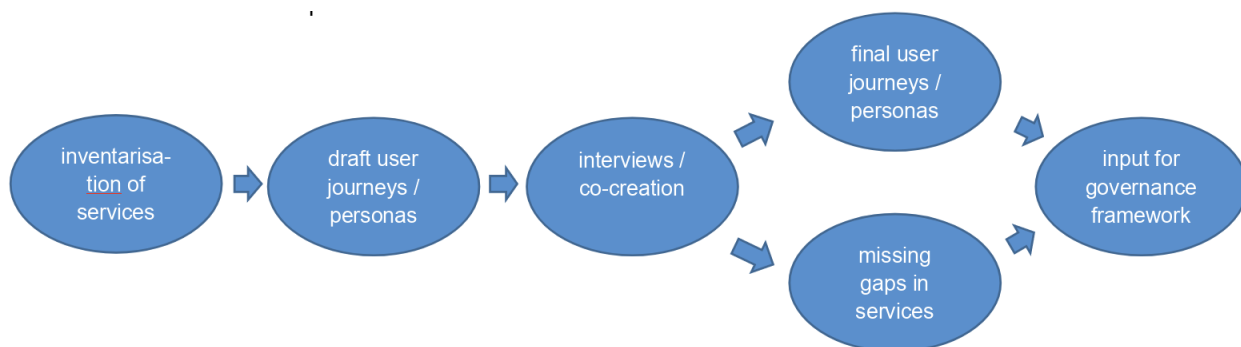 inventarisa-
tion of
services
draft user
journeys /
personas
interviews /
co-creation
final user
journeys /
personas
missing
gaps in
services
input for
governance
framework